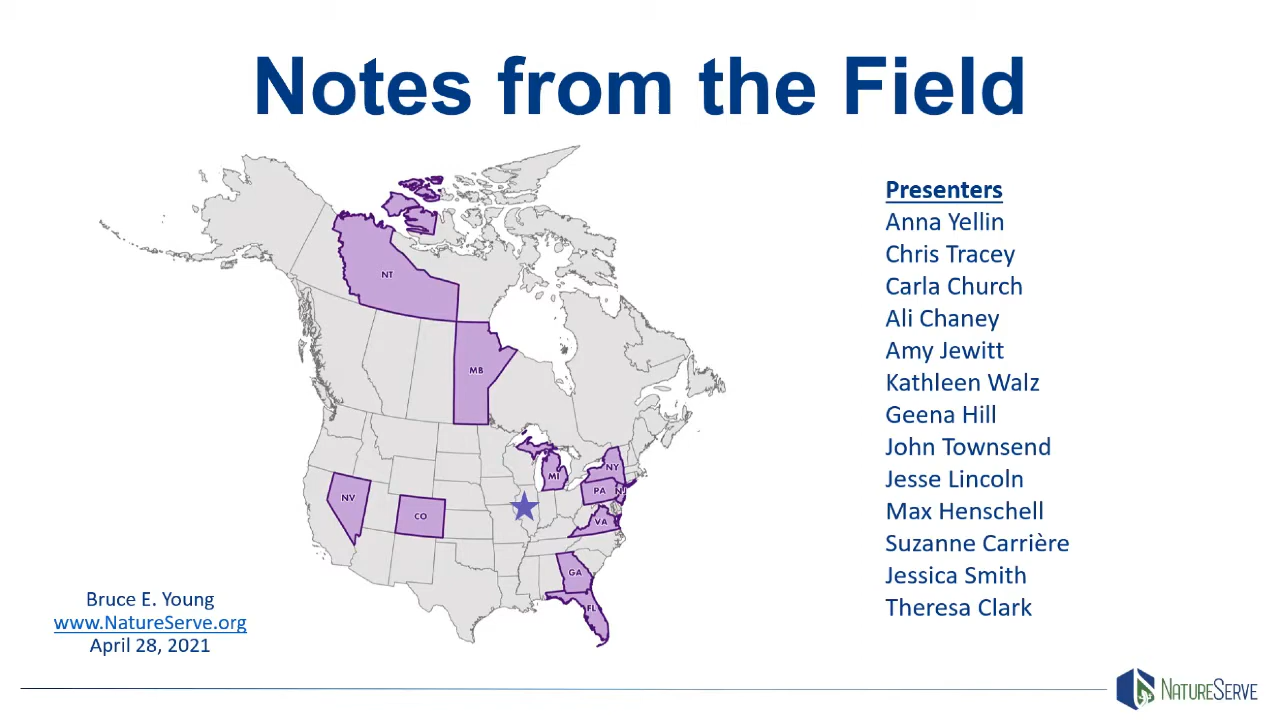 Notes from the Field
Presenters
Anna Yellin
Chris Tracey
Carla Church
Ali Chaney
Amy Jewitt
Kathleen Walz
Geena Hill
John Townsend
Jesse Lincoln
Max Henschell
Suzanne Carrière
Jessica Smith
Theresa Clark
NT
MB
MI
NY
PA
NJ
NV
CO
VA
GA
FL
Bruce E. Young
www.NatureServe.org
April 28, 2021
NATURESERVE